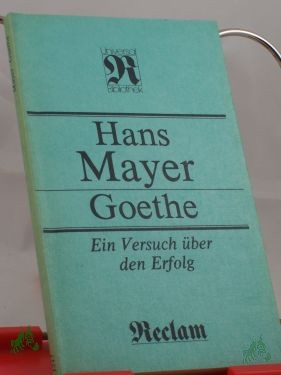 Universal
R
Bibliothek
Hans
Mayer
Goethe
Ein Versuch über
den Erfolg
Reclam